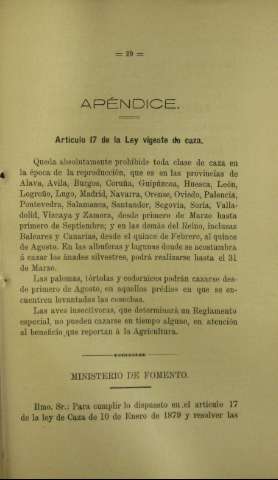 — 29 —
APÉNDICE.
Artículo 17 de la Ley vigente de caza.
Queda absolutamente prohibida toda clase de caza en
la época de la reproducción, que es en las provincias de
Alava, Avila, Burgos, Coruña, Guipúzcoa, Huesca, León,
Logroño, Lugo, Madrid, Navarra, Orense, Oviedo, Palencia,
Pontevedra, Salamanca, Santander, Segovia, Soria, Valla-
dolid, Vizcaya y Zamora, desde primero de Marzo hasta
primero de Septiembre; y en las demás del Reino, inclusas
Baleares y Canarias, desde el quince de Febrero, al quince
de Agosto. En las albuferas y lagunas donde se acostumbra
á cazar los ánades silvestres, podrá realizarse hasta el 31
de Marzo.
Las palomas, tórtolas y codornices podrán cazarse des-
de primero de Agosto, en aquellos prédios en que se en-
cuentren levantadas las cosechas.
Las aves insectívoras, que determinará un Reglamento
especial, no pueden cazarse en tiempo alguno, en atención
al beneficio que reportan á la Agricultura.
MINISTERIO DE FOMENTO.
Ilmo. Sr.: Para cumplir lo dispuesto en el artículo 17
de la ley de Caza de 10 de Enero de 1879 y resolver las